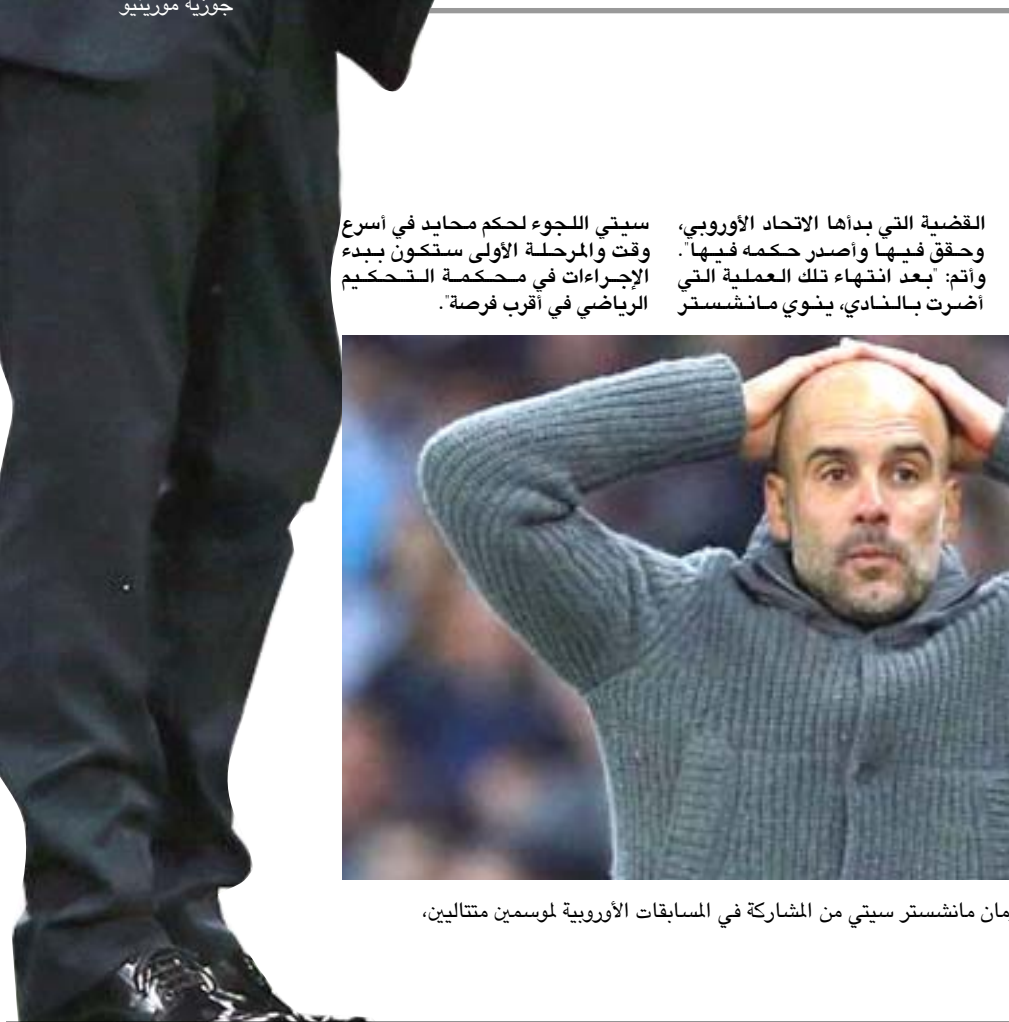 جوزيه مورينيو
القضية التي بدأها الاتحاد الأوروبي،
وحقق فيها وأصدر حكمه فيها".
وأتم: "بعد انتهاء تلك العملية التي
أضرت بالنادي، ينوي مانشستر
سيتي اللجوء لحكم محايد في أسرع
وقت والمرحلة الأولى ستكون ببدء
الإجراءات في محكمة التحكيم
الرياضي في أقرب فرصة".
مانشستر سيتي من المشاركة في المسابقات الأوروبية لموسمين متتاليين،